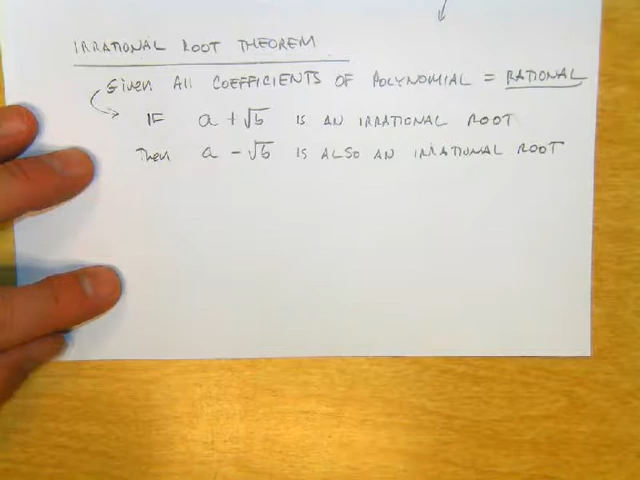 IRRATIONAL ROOT THEOREM
Given All COEFFICIENTS OF POLYNOMIAL = RATIONAL
IF a + √b IS AN IRRATIONAL ROOT
Then a - √b IS ALSO AN IRRATIONAL ROOT